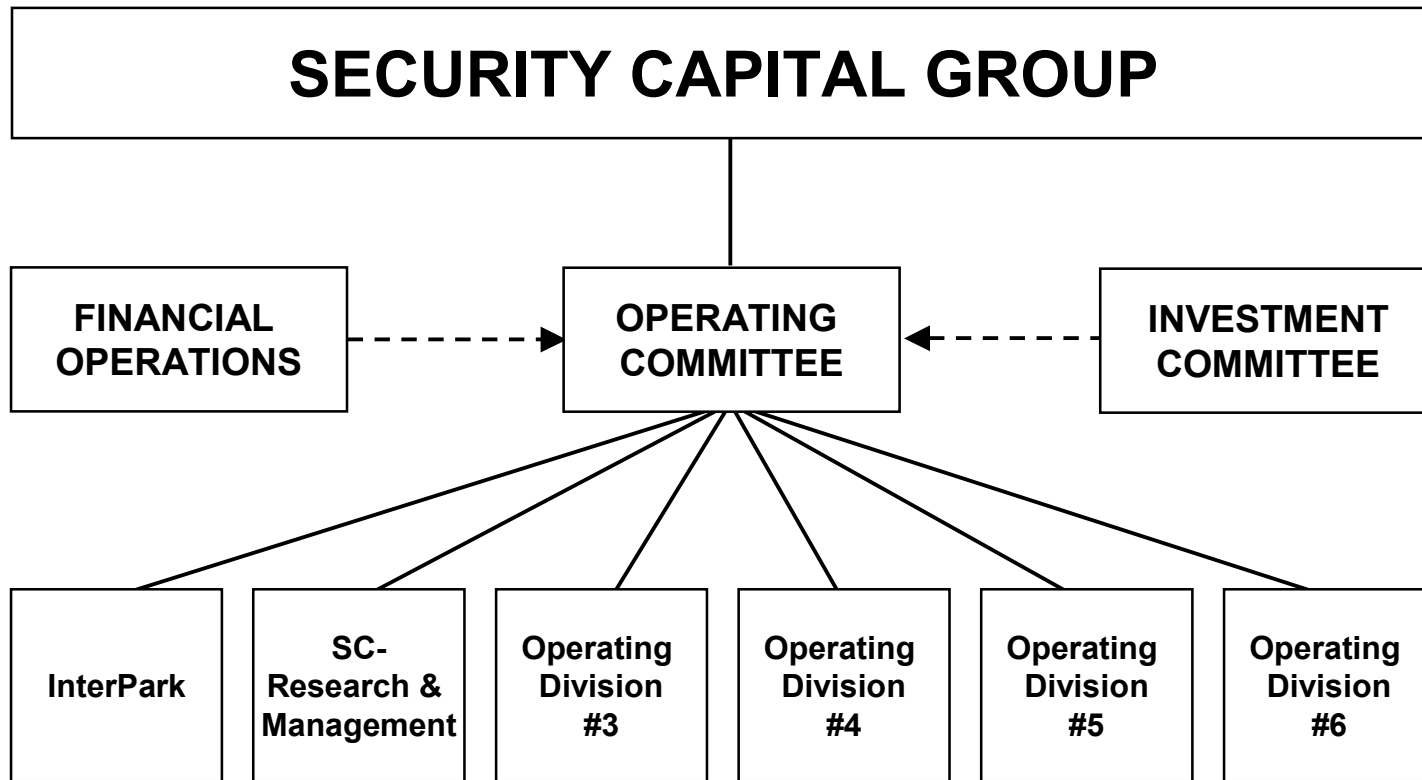 SECURITY CAPITAL GROUP
FINANCIAL
OPERATIONS
OPERATING
COMMITTEE
INVESTMENT
COMMITTEE
InterPark
SC-
Research &
Management
Operating
Division
#3
Operating
Division
#4
Operating
Division
#5
Operating
Division
#6